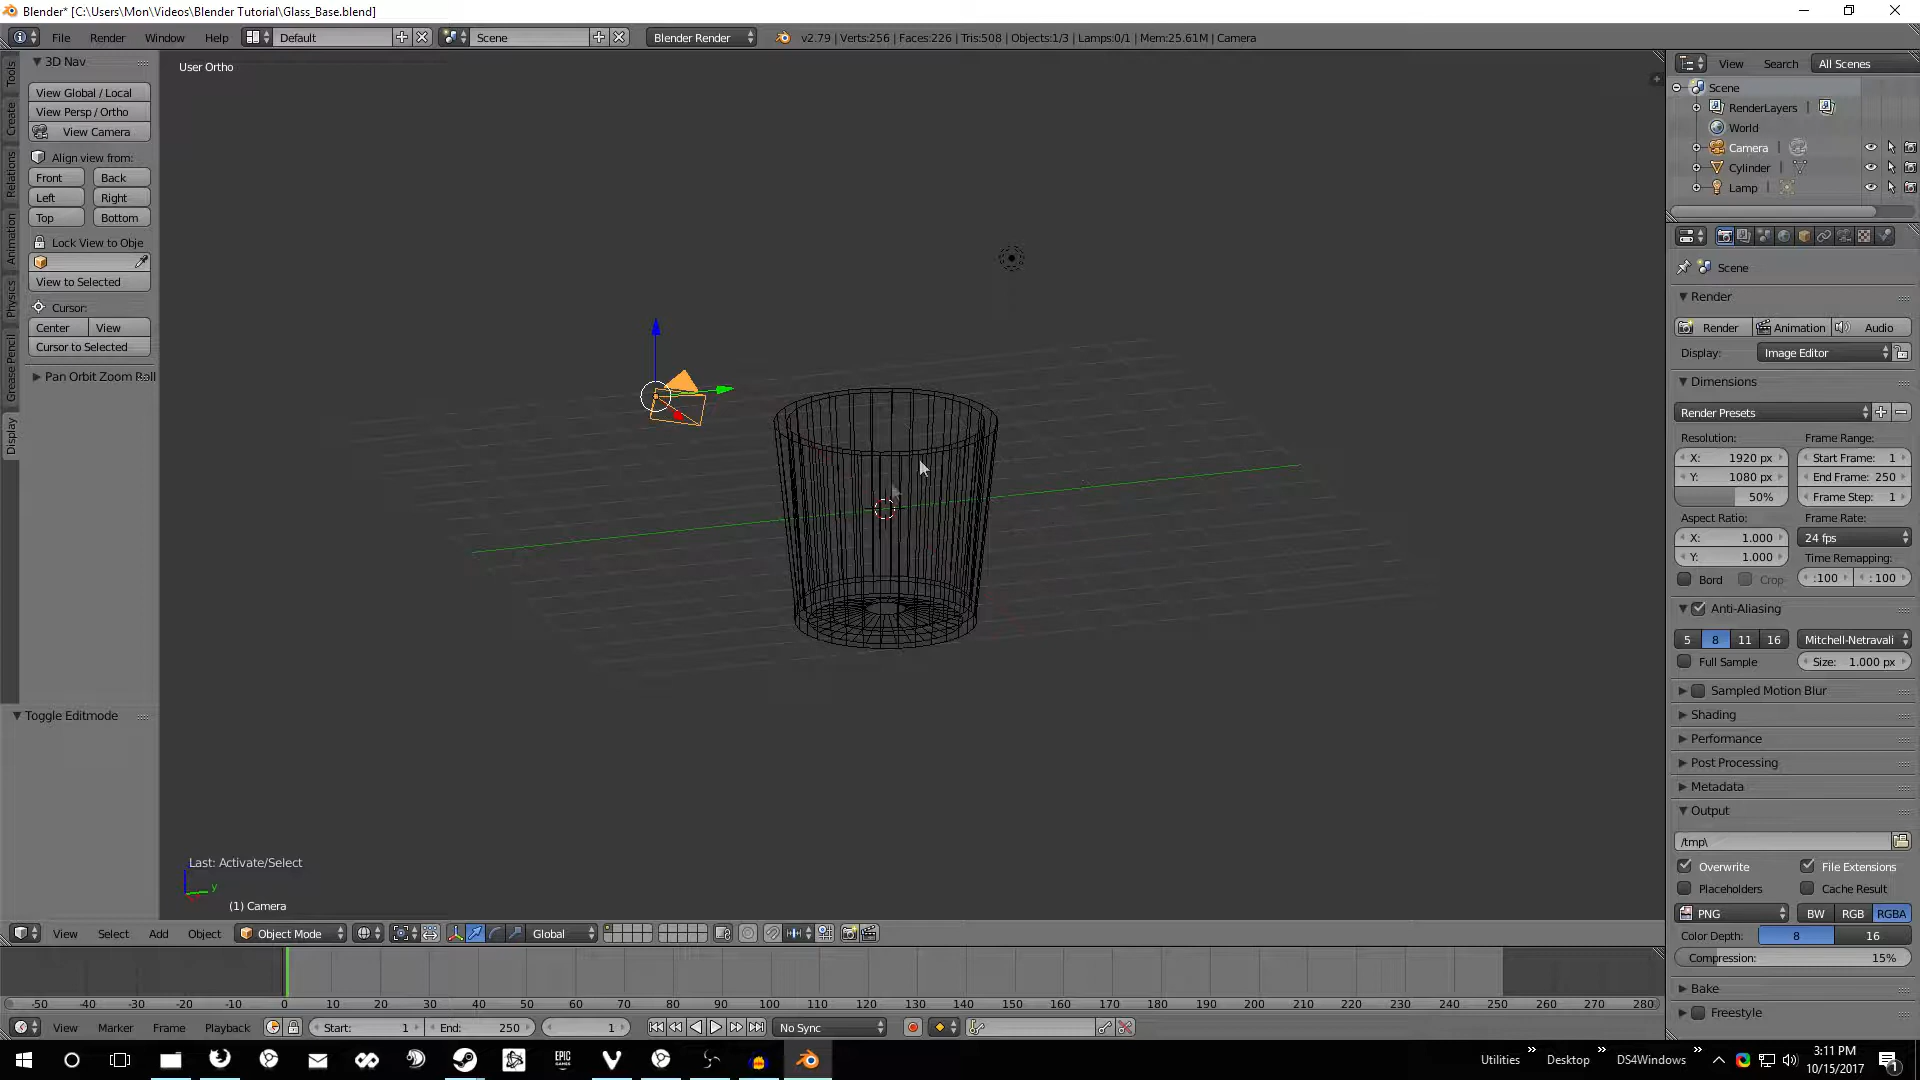 Blender* [C:\Users\Mon\Videos\Blender Tutorial\Glass_Base.blend]
File Render Window Help Default Scene Blender Render v2.79 | Verts:256 | Faces:226 | Tris:508 | Objects:1/3 | Lamps:0/1 | Mem:25.61M | Camera
3D Nav
View Global / Local
View Persp / Ortho
View Camera
Align view from:
Front Back
Left Right
Top Bottom
Lock View to Obje
View to Selected
Cursor:
Center View
Cursor to Selected
Pan Orbit Zoom Roll
Toggle Editmode
Tools
Create
Relations
Animation
Physics
Grease Pencil
Display
User Ortho
Last: Activate/Select
y
(1) Camera
View Select Add Object Object Mode Global
View Search All Scenes
Scene
RenderLayers
World
Camera
Cylinder
Lamp
Scene
Render
Render Animation Audio
Display: Image Editor
Dimensions
Render Presets
Resolution: Frame Range:
X: 1920 px Start Frame: 1
Y: 1080 px End Frame: 250
50% Frame Step: 1
Aspect Ratio: Frame Rate:
X: 1.000 24 fps
Y: 1.000 Time Remapping:
Bord Crop :100 : 100
Anti-Aliasing
5 8 11 16 Mitchell-Netravali
Full Sample Size: 1.000 px
Sampled Motion Blur
Shading
Performance
Post Processing
Metadata
Output
/tmp\
Overwrite File Extensions
Placeholders Cache Result
PNG BW RGB RGBA
Color Depth: 8 16
Compression: 15%
Bake
Freestyle
-50 -40 -30 -20 -10 0 10 20 30 40 50 60 70 80 90 100 110 120 130 140 150 160 170 180 190 200 210 220 230 240 250 260 270 280
View Marker Frame Playback Start: 1 End: 250 1 No Sync
EPIC GAMES
Utilities Desktop DS4Windows
3:11 PM
10/15/2017
1